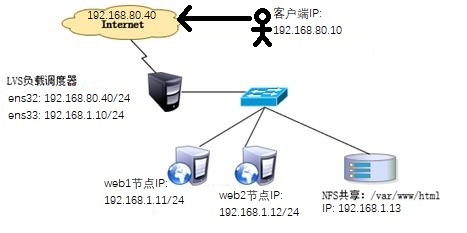 192.168.80.40
Internet
客户端IP:
192.168.80.10
LVS负载调度器
ens32: 192.168.80.40/24
ens33: 192.168.1.10/24
web1节点IP:
192.168.1.11/24
web2节点IP:
192.168.1.12/24
NFS共享: /var/www/html
IP: 192.168.1.13